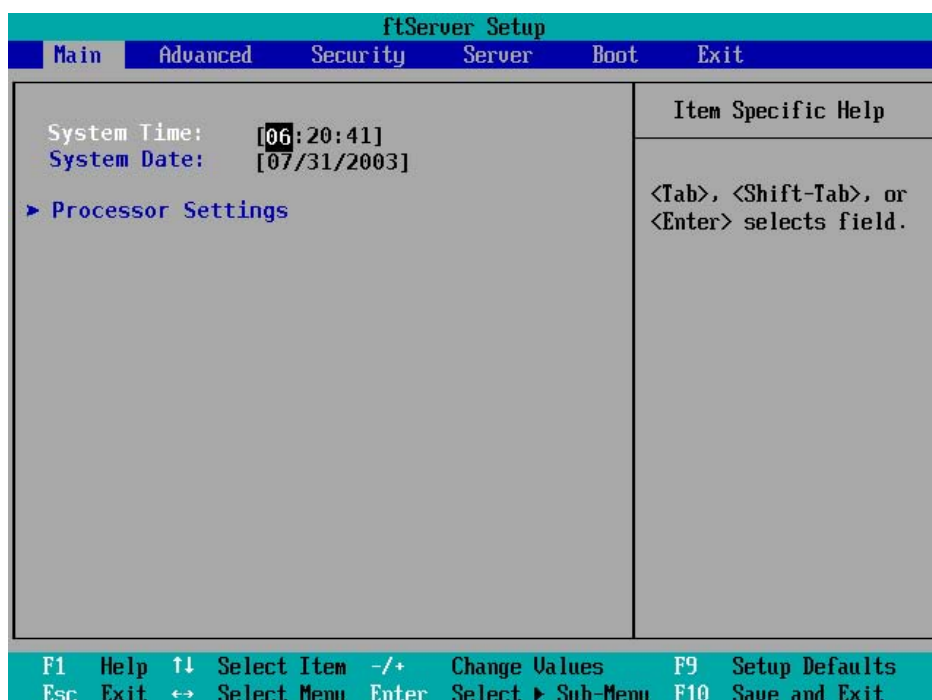 ftServer Setup
Main Advanced Security Server Boot Exit
System Time: [06:20:41]
System Date: [07/31/2003]
➤ Processor Settings
Item Specific Help
<Tab>, <Shift-Tab>, or
<Enter> selects field.
F1 Help ↑↓ Select Item -/+ Change Values F9 Setup Defaults
Esc Exit ↔ Select Menu Enter Select ▶ Sub-Menu F10 Save and Exit